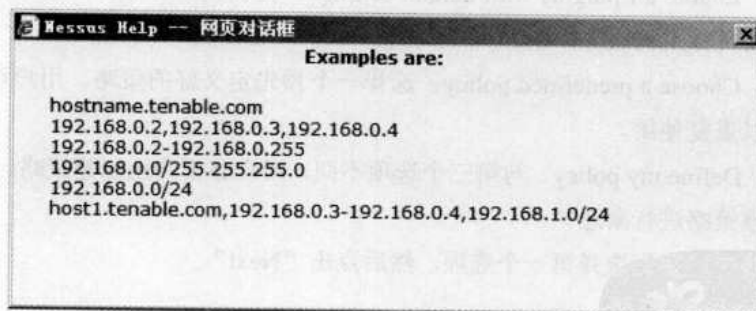 Nessus Help -- 网页对话框
Examples are:
hostname.tenable.com
192.168.0.2,192.168.0.3,192.168.0.4
192.168.0.2-192.168.0.255
192.168.0.0/255.255.255.0
192.168.0.0/24
host1.tenable.com,192.168.0.3-192.168.0.4,192.168.1.0/24